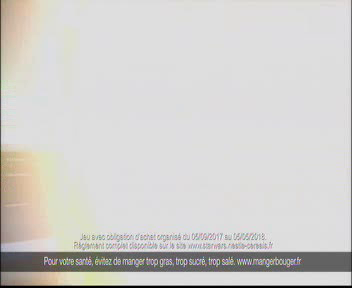 Jeu avec obligation d'achat organisé du 05/09/2017 au 05/06/2018.
Règlement complet disponible sur le site www.starwars.nestle-cereals.fr
Pour votre santé, évitez de manger trop gras, trop sucré, trop salé. www.mangerbouger.fr